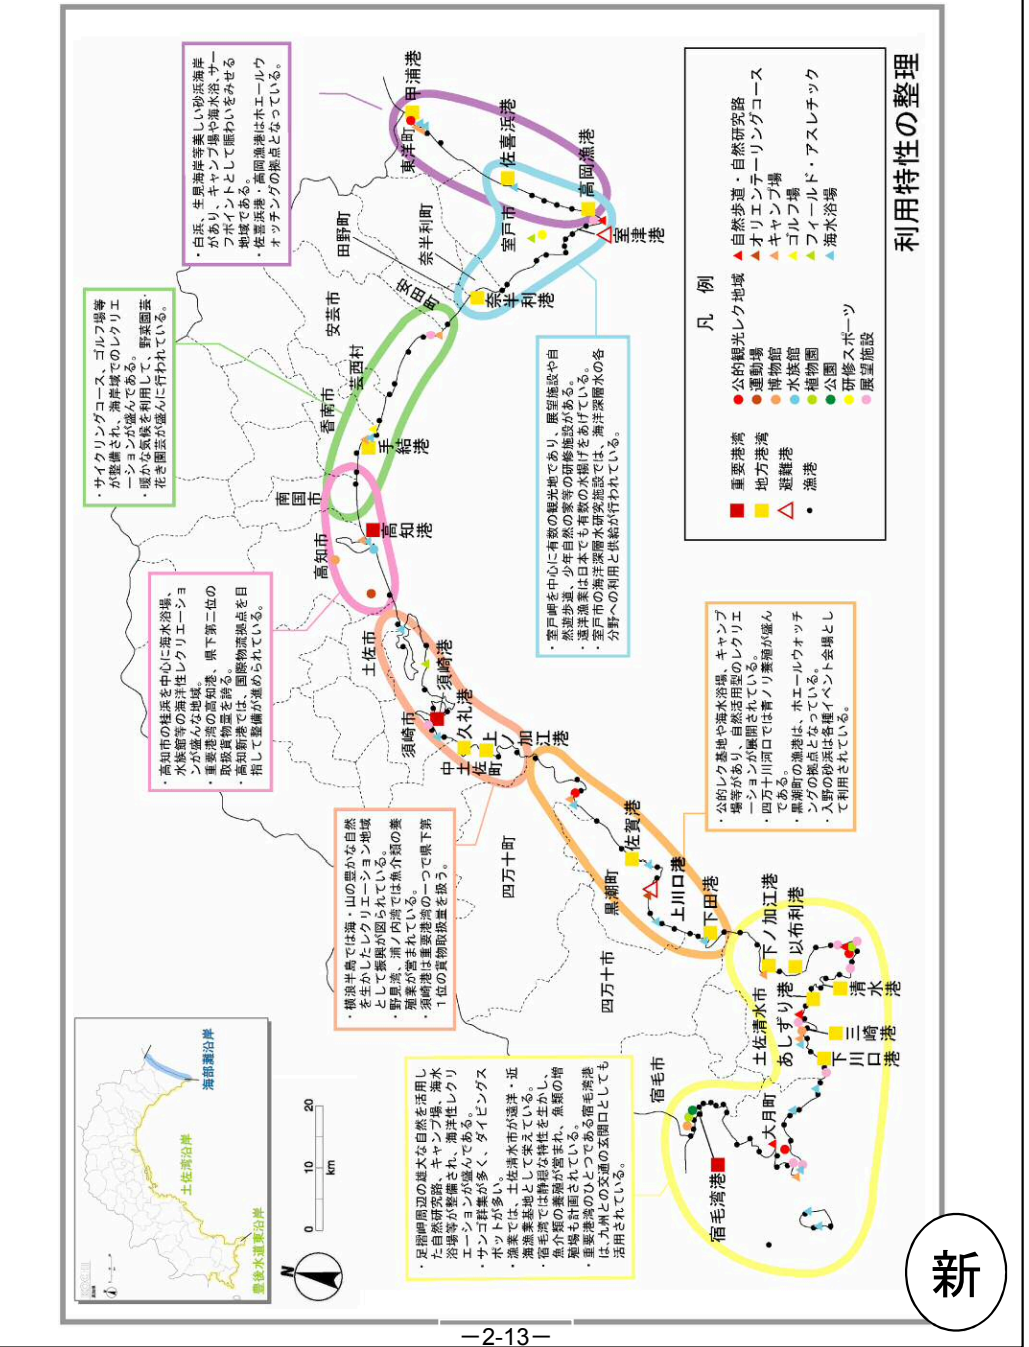 利用特性の整理
・白浜、生見海岸等美しい砂浜海岸
があり、キャンプ場や海水浴、サー
フポイントとして賑わいをみせる
地域である。
・佐喜浜港・高岡漁港はホエールウ
ォッチングの拠点となっている。
・サイクリングコース、ゴルフ場等
が整備され、海岸域でのレクリエ
ーションが盛んである。
・暖かな気候を利用して、野菜園芸・
花き園芸が盛んに行われている。
・高知市の桂浜を中心に海水浴場、
水族館等の海洋性レクリエーショ
ンが盛んな地域。
・重要港湾の高知港、県下第二位の
取扱貨物量を誇る。
・高知新港では、国際物流拠点を目
指して整備が進められている。
・横浪半島では海・山の豊かな自然
を生かしたレクリエーション地域
として振興が図られている。
・野見湾、浦ノ内湾では魚介類の養
殖業が営まれている。
・須崎港は重要港湾の一つで県下第
１位の貨物取扱量を扱う。
・足摺岬周辺の雄大な自然を活用し
た自然研究路、キャンプ場、海水
浴場等が整備され、海洋性レクリ
エーションが盛んである。
・サンゴ群集が多く、ダイビングス
ポットが多い。
・漁業では、土佐清水市が遠洋・近
海漁業基地として栄えている。
・宿毛湾では静穏な特性を生かし、
魚介類の養殖が営まれ、魚類の増
殖場も計画されている。
・重要港湾のひとつである宿毛湾港
は、九州との交通の玄関口としても
活用されている。
・室戸岬を中心に有数の観光地であり、展望施設や自
然遊歩道、少年自然の家等の研修施設がある。
・遠洋漁業は日本でも有数の水揚げをあげている。
・室戸市の海洋深層水研究施設では、海洋深層水の各
分野への利用と供給が行われている。
・公的レク基地や海水浴場、キャンプ
場等があり、自然活用型のレクリエ
ーションが展開されている。
・四万十川河口では青ノリ養殖が盛ん
である。
・黒潮町の漁港は、ホエールウォッチ
ングの拠点となっている。
・入野の砂浜は各種イベント会場とし
て利用されている。
甲浦港
東洋町
佐喜浜港
高岡漁港
室戸市
室津港
奈半利町
田野町
奈半利港
安田町
安芸市
芸西村
香南市
手結港
南国市
高知港
高知市
土佐市
須崎港
須崎市
久礼港
中土佐町
上ノ加江港
四万十町
佐賀港
黒潮町
上川口港
下田港
四万十市
下ノ加江港
以布利港
土佐清水市
あしずり港
清水港
三崎港
下川口港
宿毛市
大月町
宿毛湾港
凡 例
重要港湾
地方港湾
避難港
漁港
公的観光レク地域
運動場
博物館
水族館
植物園
公園
研修スポーツ
展望施設
自然歩道・自然研究路
オリエンテーリングコース
キャンプ場
ゴルフ場
フィールド・アスレチック
海水浴場
海部灘沿岸
土佐湾沿岸
豊後水道東沿岸
N
0 10 20
km
新
－2-13－